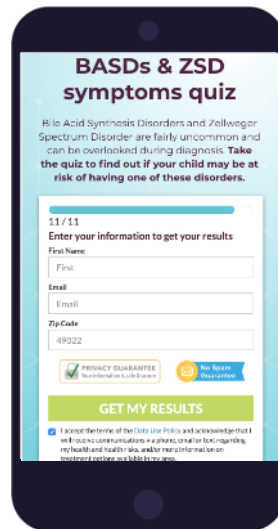 BASDs & ZSD
symptoms quiz
Bile Acid Synthesis Disorders and Zellweger
Spectrum Disorder are fairly uncommon and
can be overlooked during diagnosis. Take
the quiz to find out if your child may be at
risk of having one of these disorders.
11 / 11
Enter your information to get your results
First Name
First
Email
Email
Zip Code
49022
PRIVACY GUARANTEE
Your information is safe & secure
No Spam
Guarantee
GET MY RESULTS
I accept the terms of the Data Use Policy and acknowledge that I
will receive communications via phone, email or text regarding
my health and health risks, and/or more information on
treatment options available in my area.